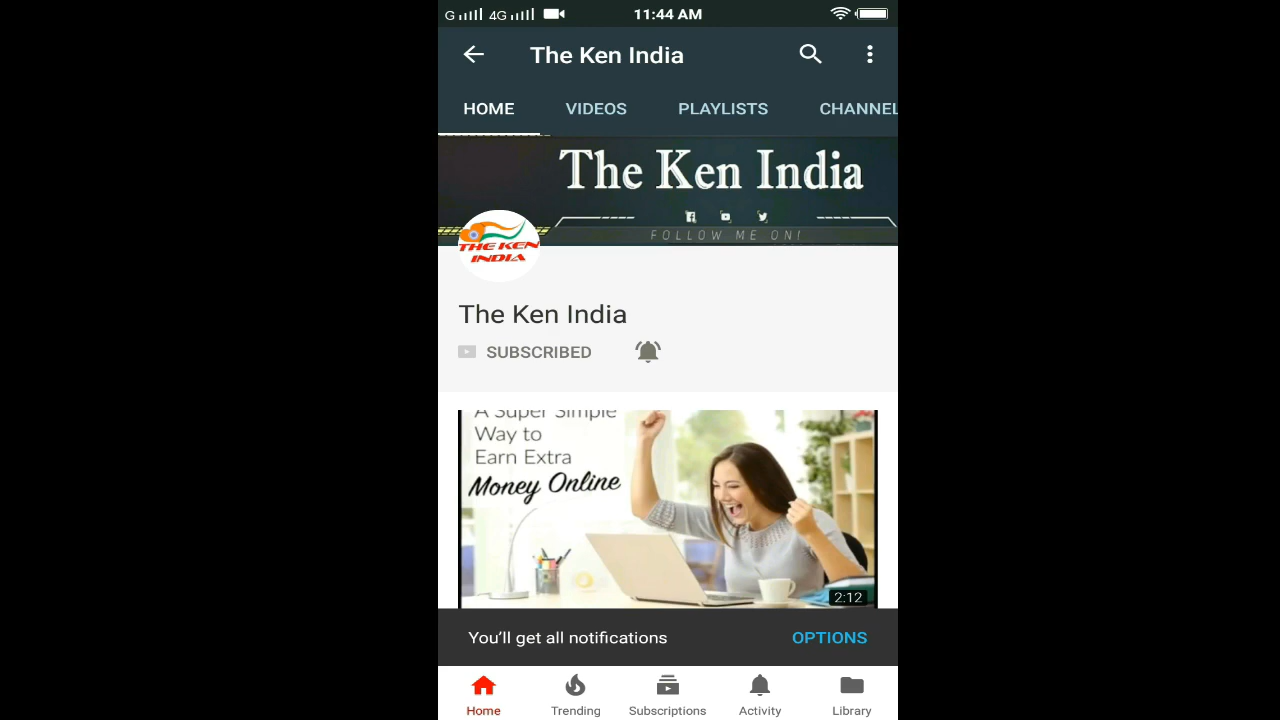 G 4G 11:44 AM
The Ken India
HOME VIDEOS PLAYLISTS CHANNEL
The Ken India
FOLLOW ME ON!
THE KEN
INDIA
The Ken India
SUBSCRIBED
A Super Simple
Way to
Earn Extra
Money Online
2:12
You'll get all notifications OPTIONS
Home Trending Subscriptions Activity Library